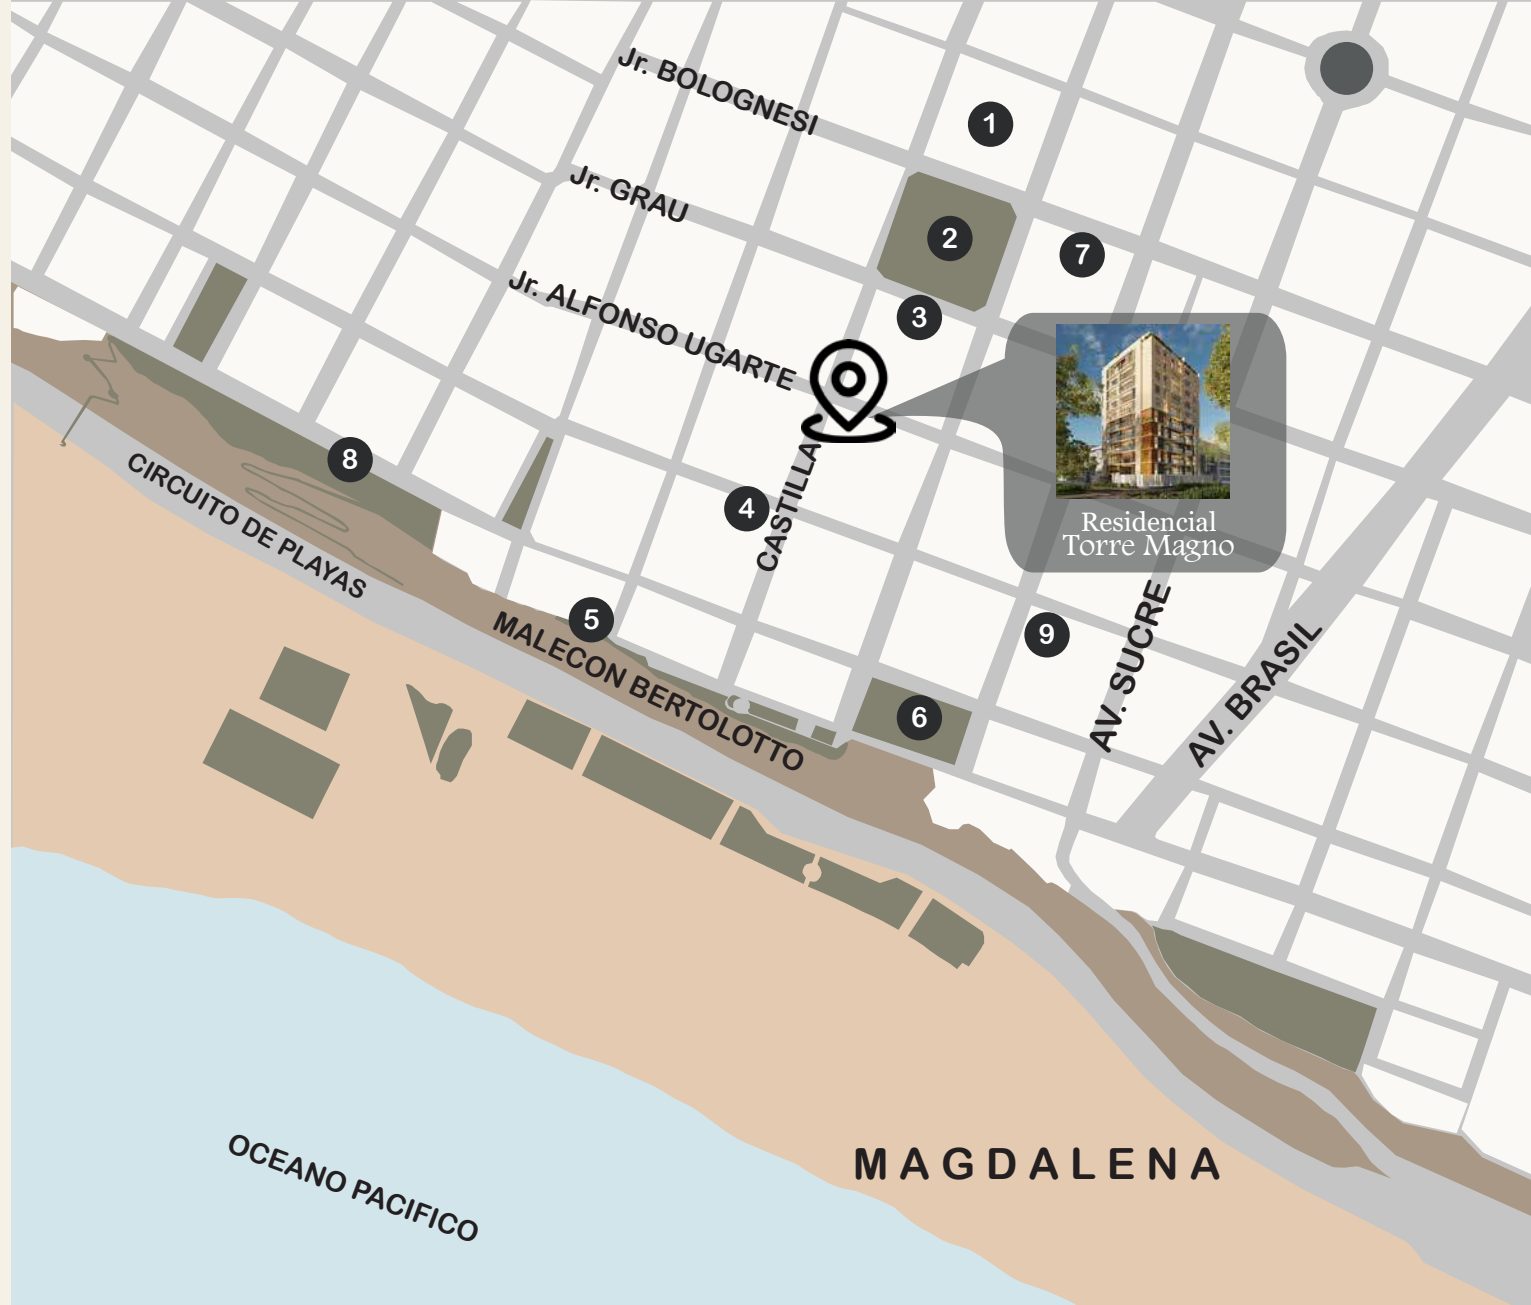 Jr. BOLOGNESI
1
Jr. GRAU
2
7
Jr. ALFONSO UGARTE
3
8
4
CASTILLA
Residencial
Torre Magno
CIRCUITO DE PLAYAS
5
MALECON BERTOLOTTO
9
6
AV. SUCRE
AV. BRASIL
OCEANO PACIFICO
MAGDALENA